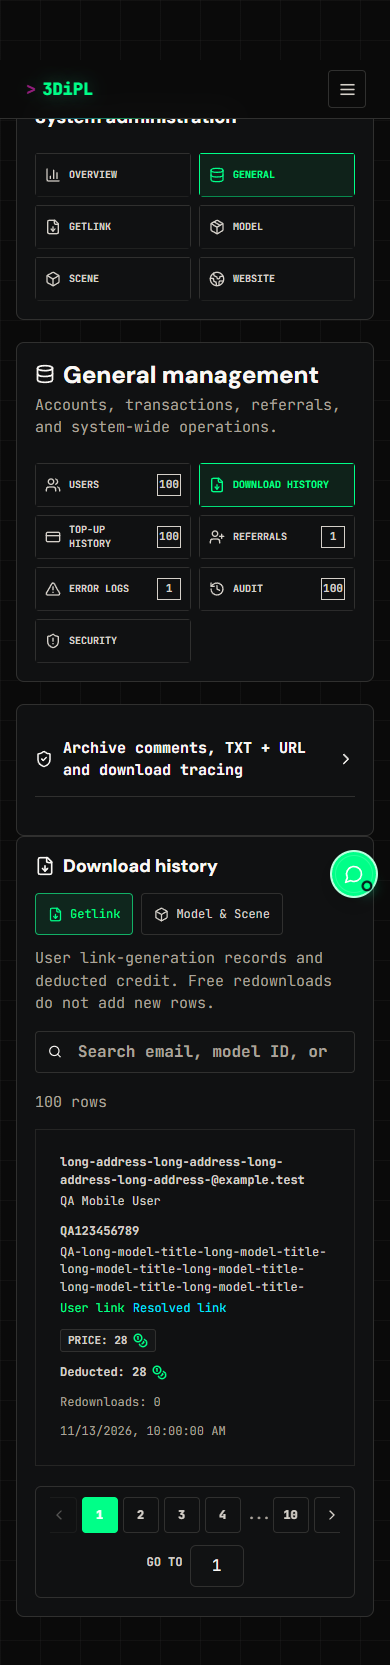 > 3DiPL
System administration
OVERVIEW
GENERAL
GETLINK
MODEL
SCENE
WEBSITE
General management
Accounts, transactions, referrals,
and system-wide operations.
USERS 100
DOWNLOAD HISTORY
TOP-UP
HISTORY 100
REFERRALS 1
ERROR LOGS 1
AUDIT 100
SECURITY
Archive comments, TXT + URL
and download tracing
Download history
Getlink
Model & Scene
User link-generation records and
deducted credit. Free redownloads
do not add new rows.
Search email, model ID, or
100 rows
long-address-long-address-long-
address-long-address-@example.test
QA Mobile User
QA123456789
QA-long-model-title-long-model-title-
long-model-title-long-model-title-
long-model-title-long-model-title-
User link Resolved link
PRICE: 28
Deducted: 28
Redownloads: 0
11/13/2026, 10:00:00 AM
1 2 3 4 ... 10
GO TO 1